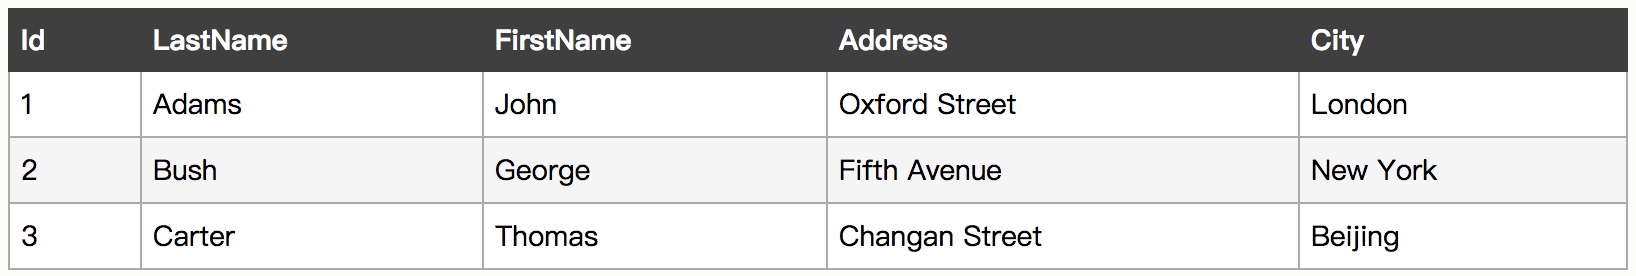 Id LastName FirstName Address City
1 Adams John Oxford Street London
2 Bush George Fifth Avenue New York
3 Carter Thomas Changan Street Beijing